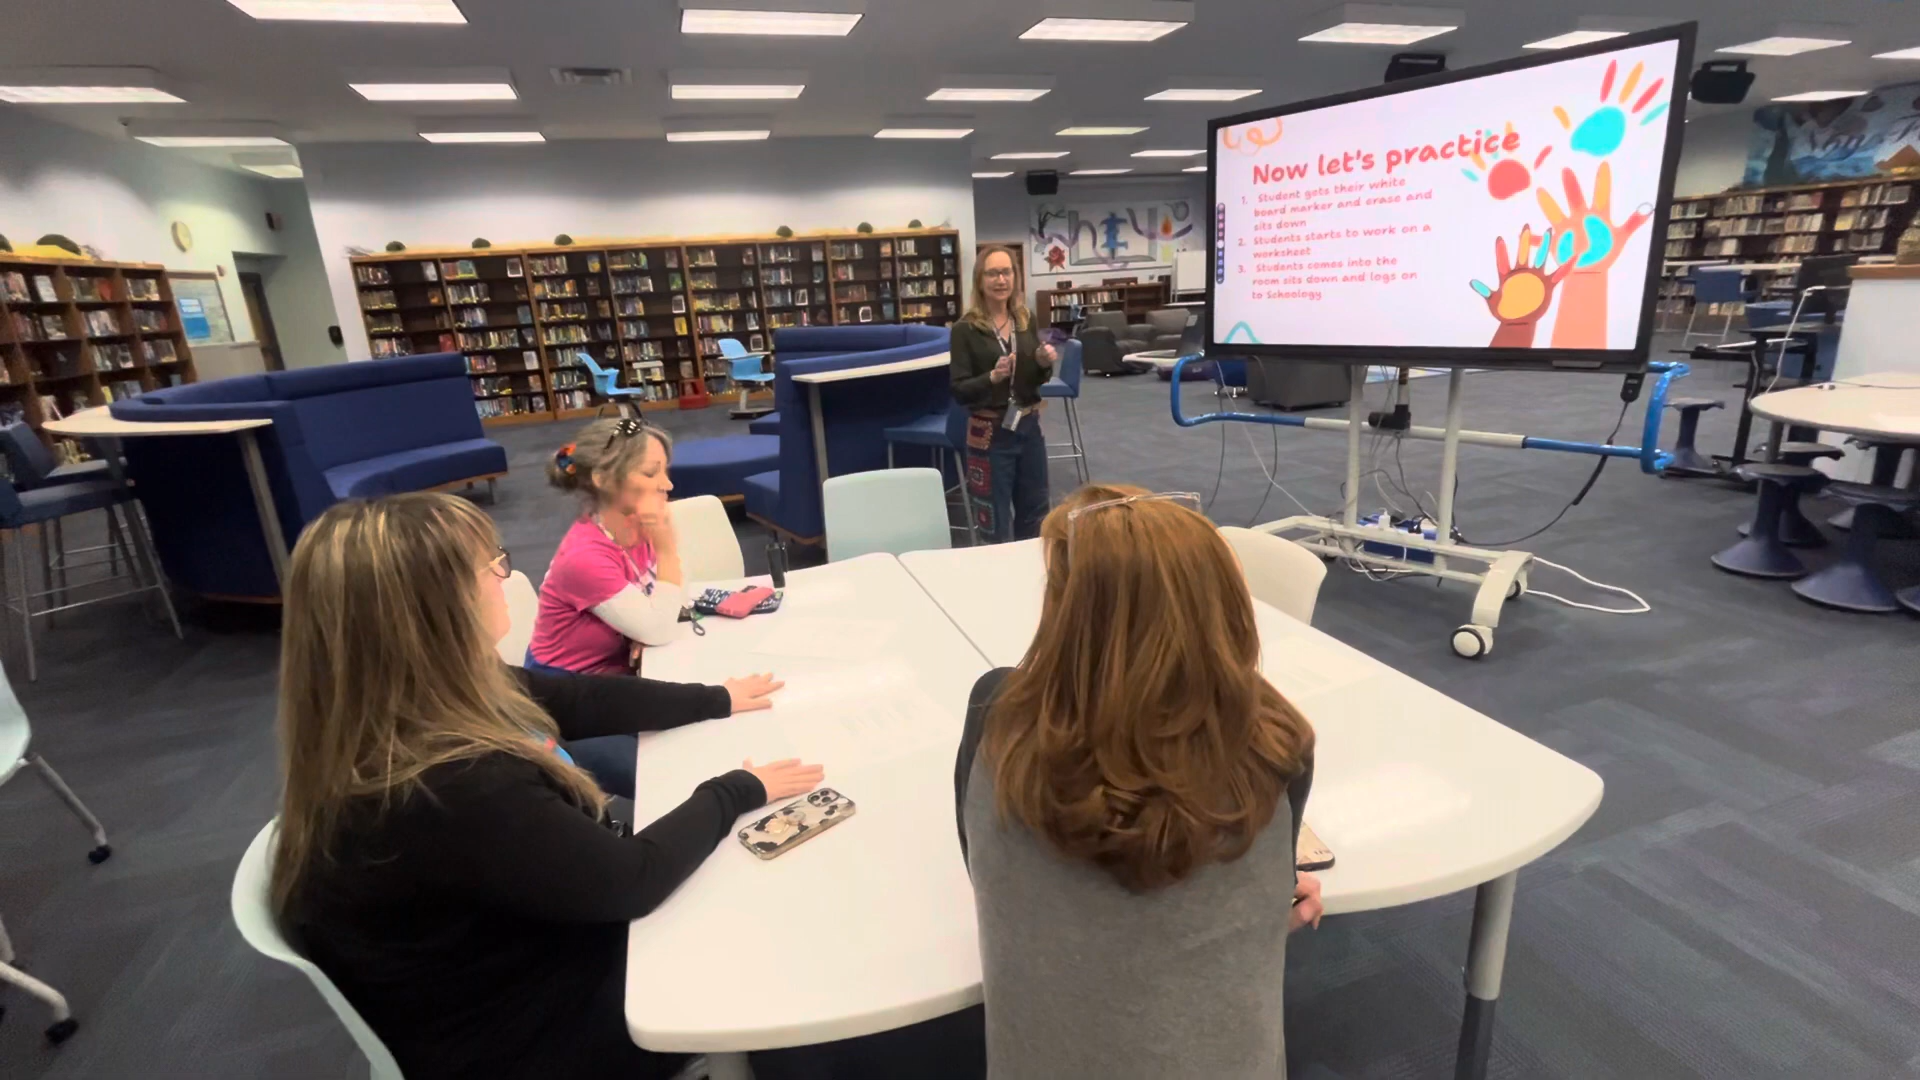 Now let's practice
1. Student gets their white
board marker and erase and
sits down
2. Students starts to work on a
worksheet
3. Students comes into the
room sits down and logs on
to Schoology